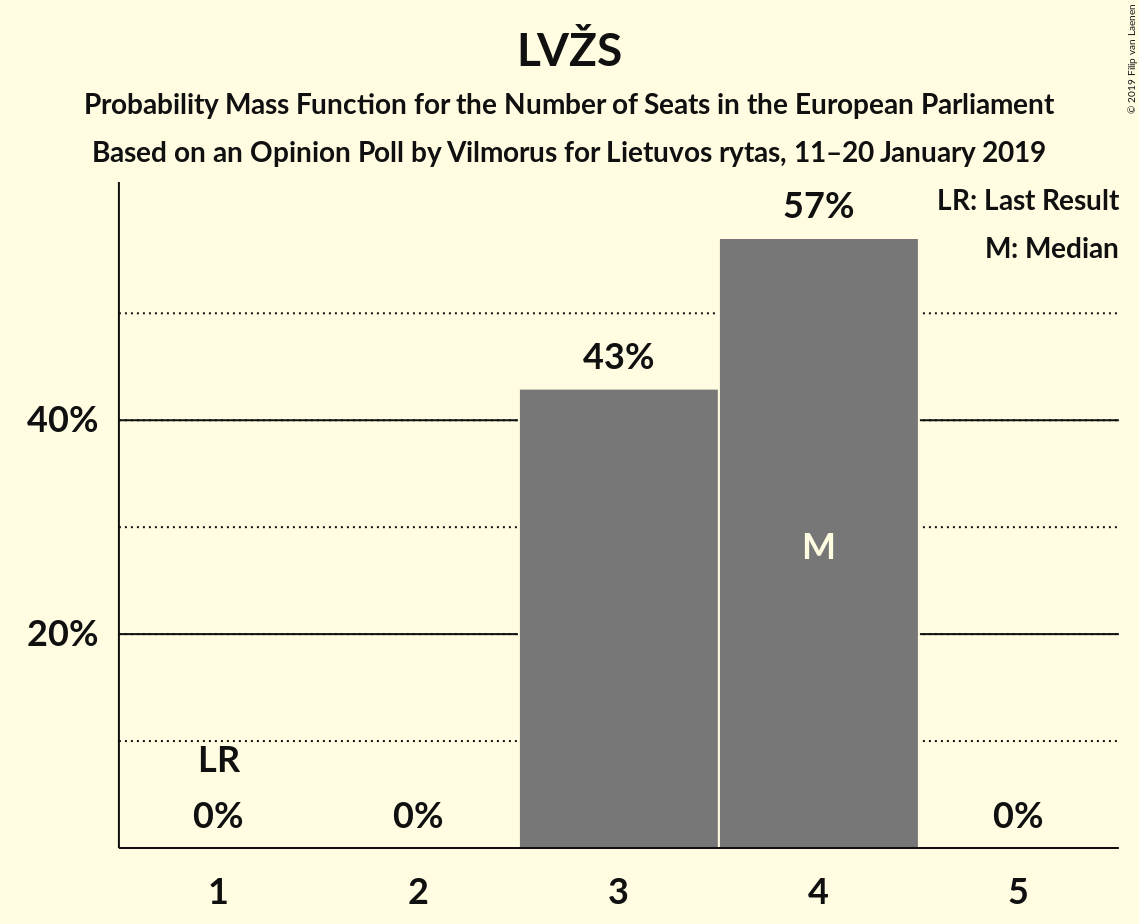 LVŽS
Probability Mass Function for the Number of Seats in the European Parliament
Based on an Opinion Poll by Vilmorus for Lietuvos rytas, 11–20 January 2019
© 2019 Filip van Laenen
LR: Last Result
M: Median
57%
43%
40%
M
20%
LR
0%
0%
0%
1
2
3
4
5